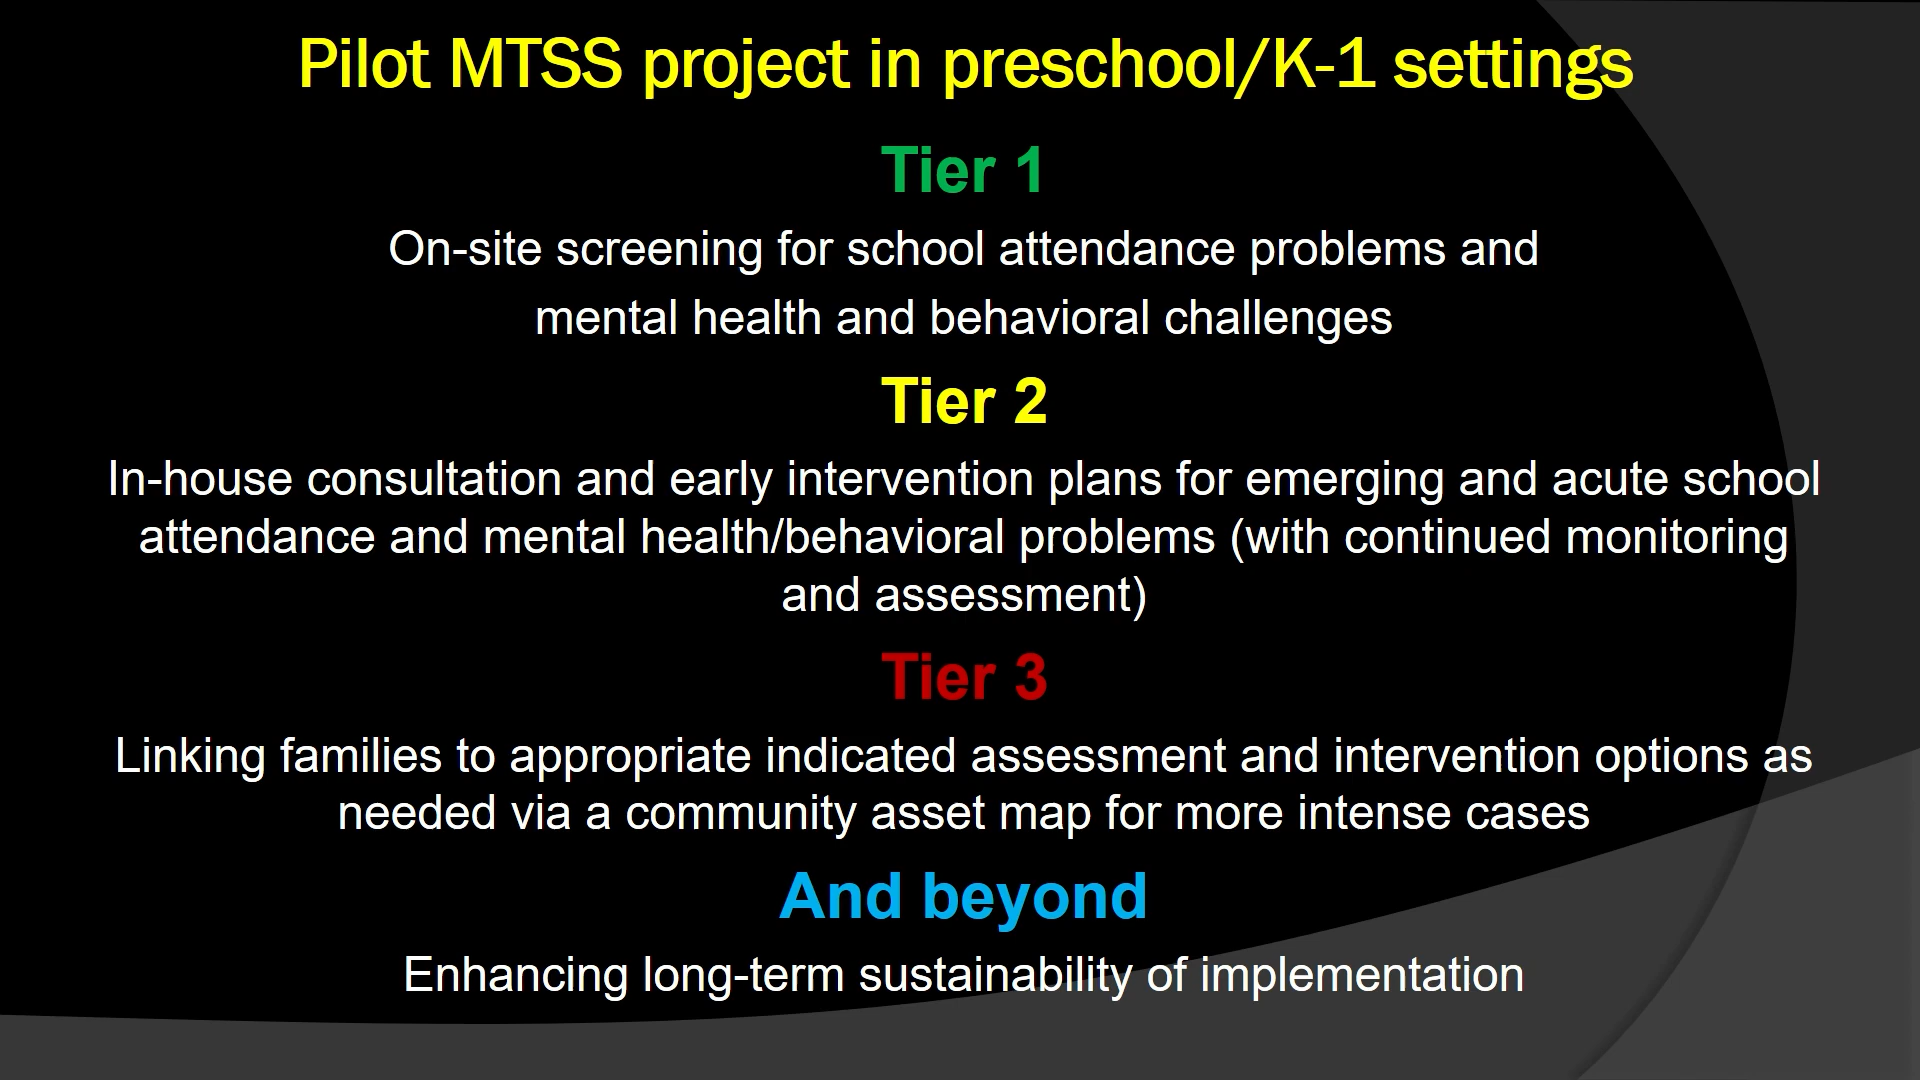 Pilot MTSS project in preschool/K-1 settings
Tier 1
On-site screening for school attendance problems and
mental health and behavioral challenges
Tier 2
In-house consultation and early intervention plans for emerging and acute school
attendance and mental health/behavioral problems (with continued monitoring
and assessment)
Tier 3
Linking families to appropriate indicated assessment and intervention options as
needed via a community asset map for more intense cases
And beyond
Enhancing long-term sustainability of implementation